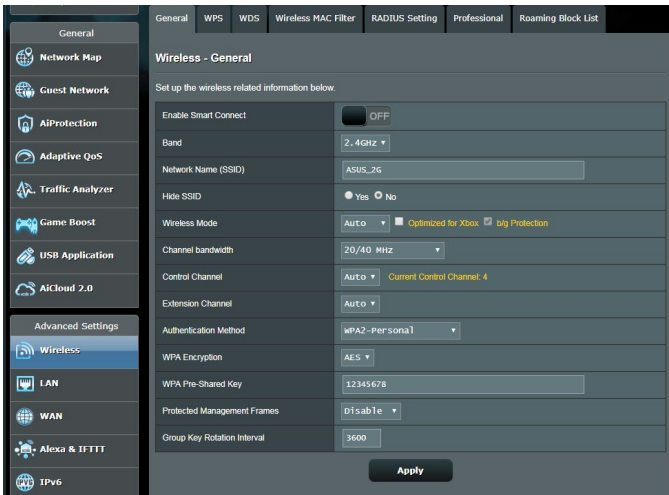 General
Network Map
Guest Network
AiProtection
Adaptive QoS
Traffic Analyzer
Game Boost
USB Application
AiCloud 2.0
Advanced Settings
Wireless
LAN
WAN
Alexa & IFTTT
IPv6
General WPS WDS Wireless MAC Filter RADIUS Setting Professional Roaming Block List
Wireless - General
Set up the wireless related information below.
Enable Smart Connect OFF
Band 2.4GHz
Network Name (SSID) ASUS_2G
Hide SSID Yes No
Wireless Mode Auto Optimized for Xbox b/g Protection
Channel bandwidth 20/40 MHz
Control Channel Auto Current Control Channel: 4
Extension Channel Auto
Authentication Method WPA2-Personal
WPA Encryption AES
WPA Pre-Shared Key 12345678
Protected Management Frames Disable
Group Key Rotation Interval 3600
Apply